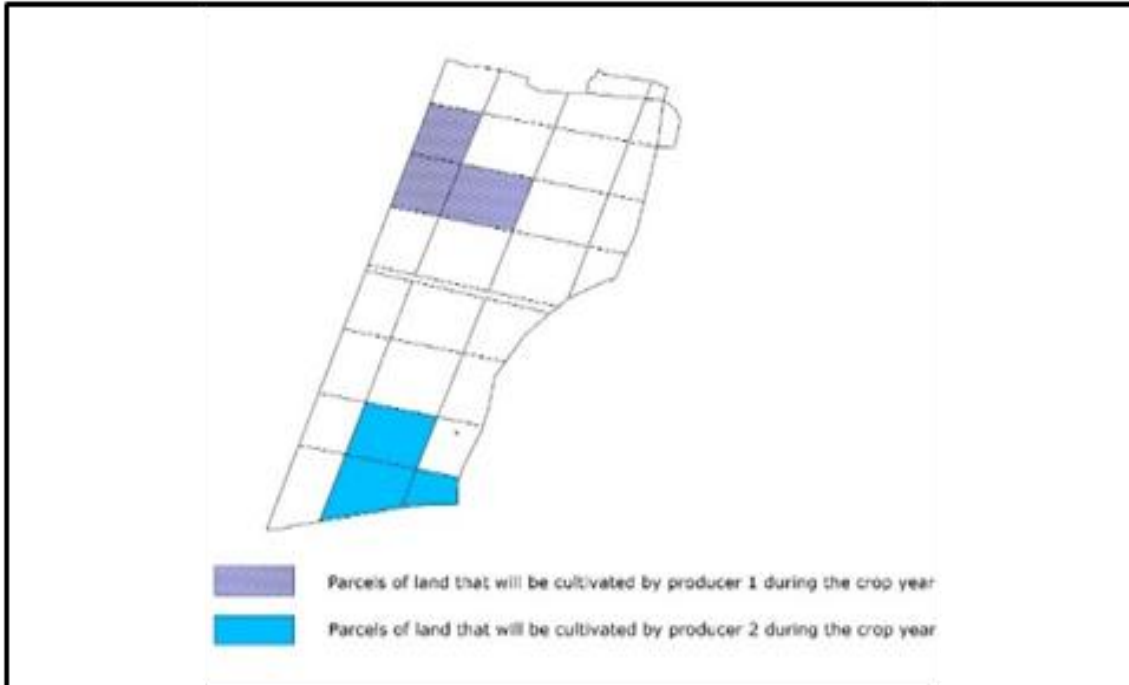 Parcels of land that will be cultivated by producer 1 during the crop year
Parcels of land that will be cultivated by producer 2 during the crop year